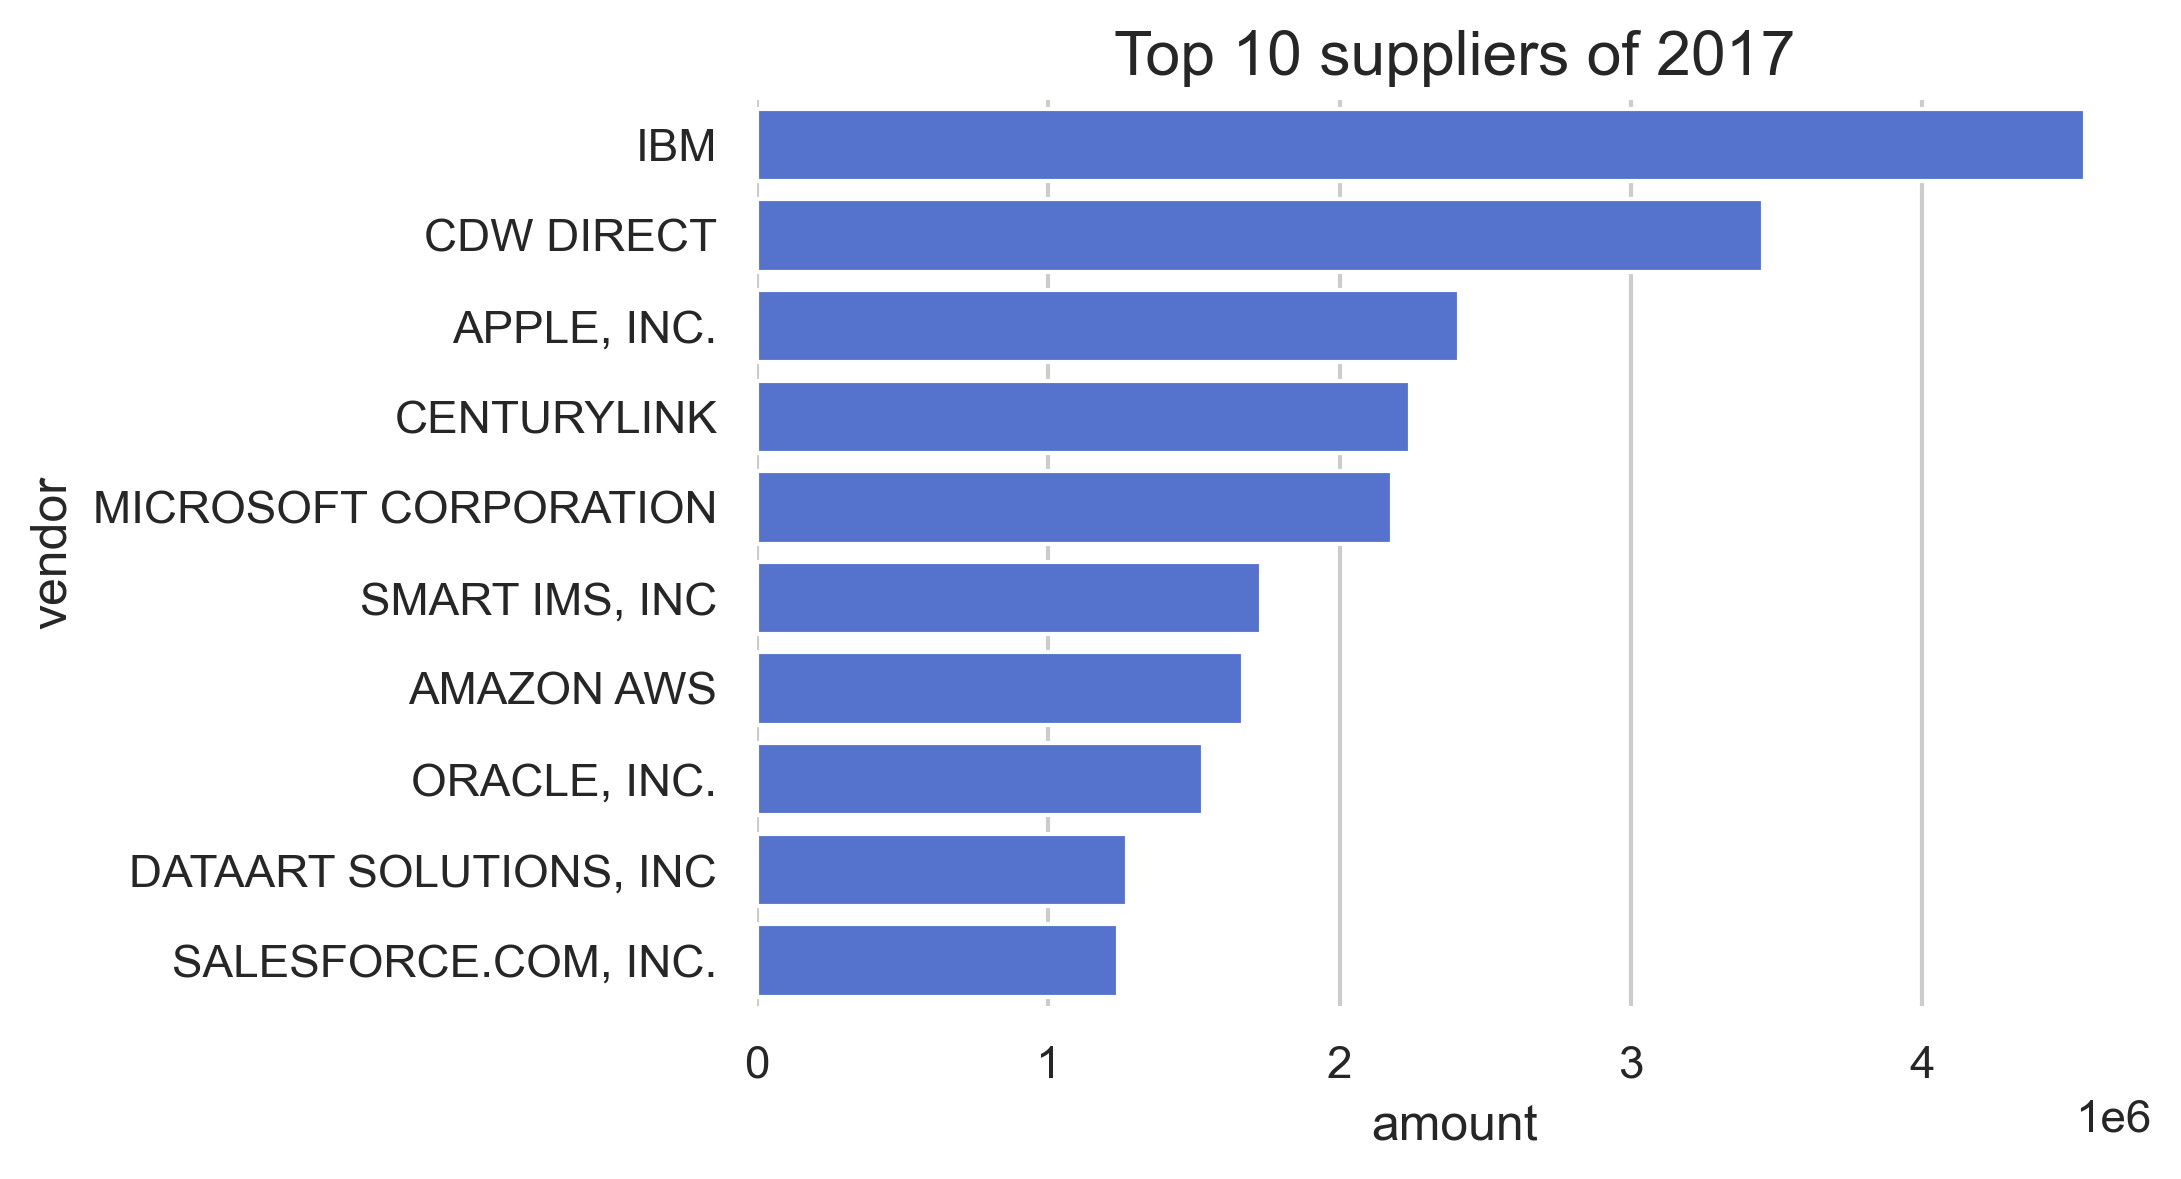 Top 10 suppliers of 2017
IBM
CDW DIRECT
APPLE, INC.
CENTURYLINK
MICROSOFT CORPORATION
SMART IMS, INC
AMAZON AWS
ORACLE, INC.
DATAART SOLUTIONS, INC
SALESFORCE.COM, INC.
vendor
0 1 2 3 4
1e6
amount